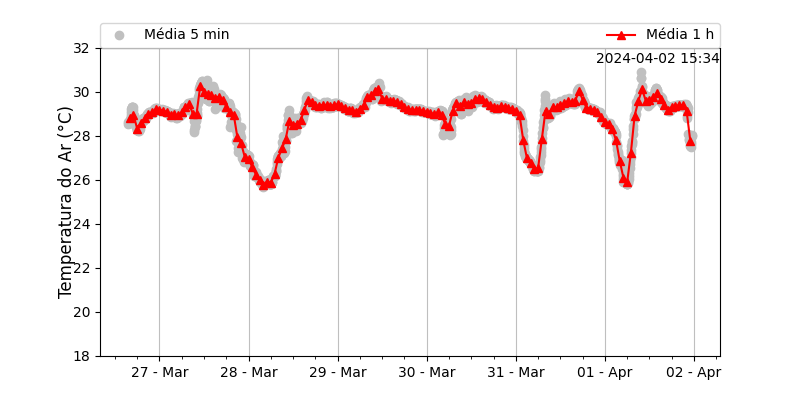 Média 5 min
Média 1 h
2024-04-02 15:34
Temperatura do Ar (°C)
32
30
28
26
24
22
20
18
27 - Mar
28 - Mar
29 - Mar
30 - Mar
31 - Mar
01 - Apr
02 - Apr